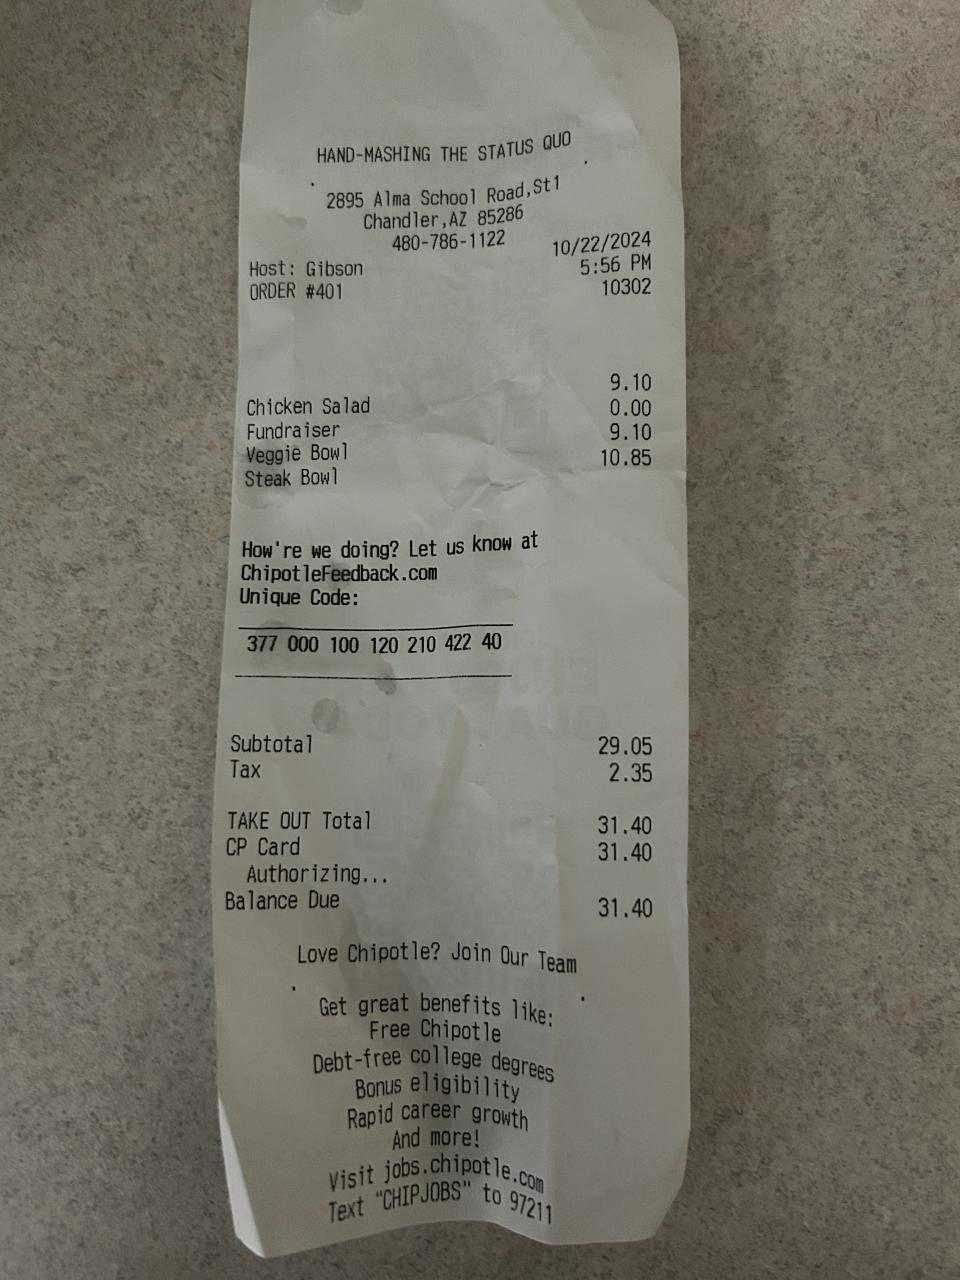 HAND-MASHING THE STATUS QUO
2895 Alma School Road,St1
Chandler,AZ 85286
480-786-1122
10/22/2024
Host: Gibson 5:56 PM
ORDER #401 10302
Chicken Salad 9.10
Fundraiser 0.00
Veggie Bowl 9.10
Steak Bowl 10.85
How're we doing? Let us know at
ChipotleFeedback.com
Unique Code:
377 000 100 120 210 422 40
Subtotal 29.05
Tax 2.35
TAKE OUT Total 31.40
CP Card 31.40
Authorizing...
Balance Due 31.40
Love Chipotle? Join Our Team
Get great benefits like:
Free Chipotle
Debt-free college degrees
Bonus eligibility
Rapid career growth
And more!
Visit jobs.chipotle.com
Text "CHIPJOBS" to 97211